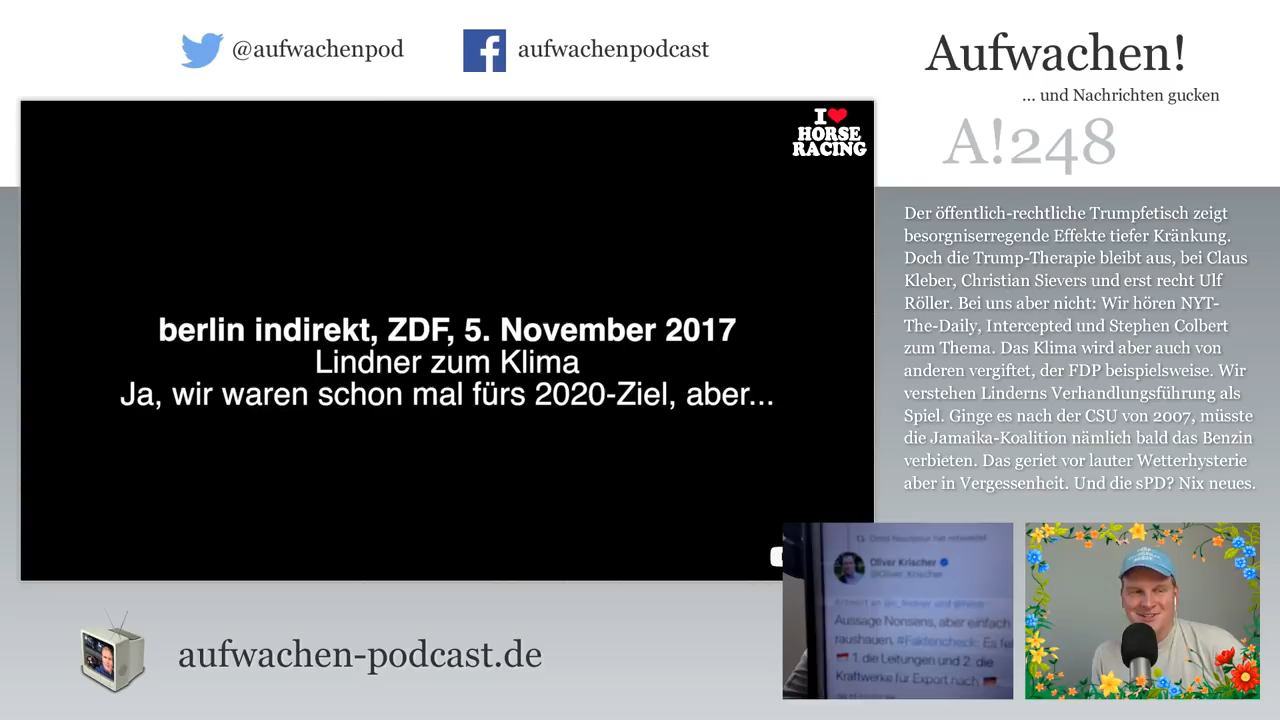 @aufwachenpod
aufwachenpodcast
Aufwachen!
... und Nachrichten gucken
A!248
I
HORSE
RACING
berlin indirekt, ZDF, 5. November 2017
Lindner zum Klima
Ja, wir waren schon mal fürs 2020-Ziel, aber...
Der öffentlich-rechtliche Trumpfetisch zeigt
besorgniserregende Effekte tiefer Kränkung.
Doch die Trump-Therapie bleibt aus, bei Claus
Kleber, Christian Sievers und erst recht Ulf
Röller. Bei uns aber nicht: Wir hören NYT-
The-Daily, Intercepted und Stephen Colbert
zum Thema. Das Klima wird aber auch von
anderen vergiftet, der FDP beispielsweise. Wir
verstehen Linderns Verhandlungsführung als
Spiel. Ginge es nach der CSU von 2007, müsste
die Jamaika-Koalition nämlich bald das Benzin
verbieten. Das geriet vor lauter Wetterhysterie
aber in Vergessenheit. Und die sPD? Nix neues.
Oliver Krischer
@Oliver_Krischer
Aussage Nonsens, aber einfach
raushauen. #Faktencheck: Es
1. die Leitungen und 2. die
Kraftwerke für Export nach
aufwachen-podcast.de